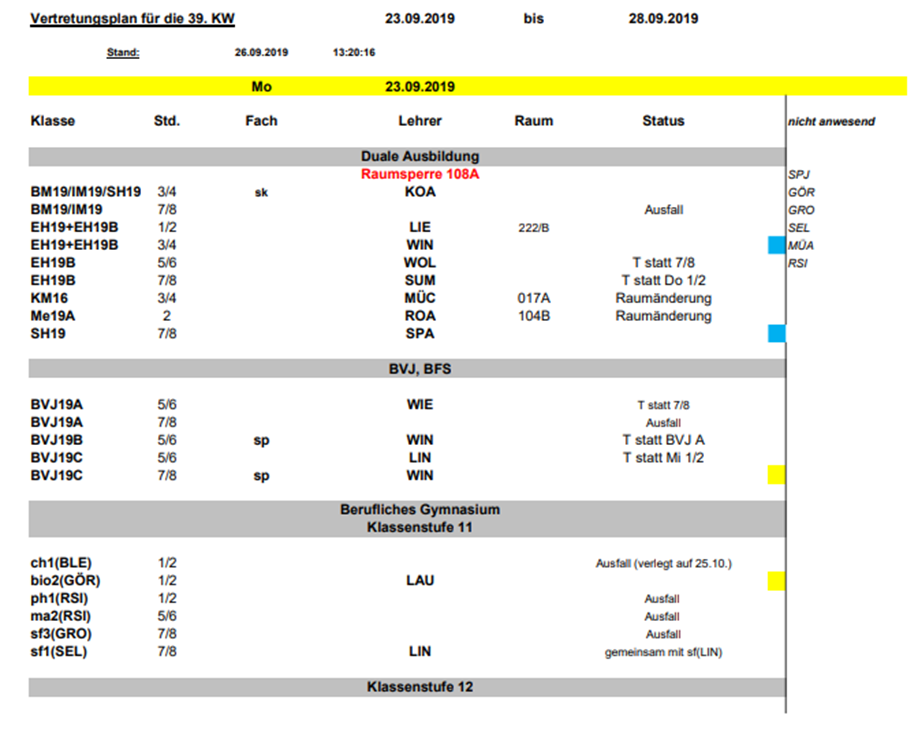 Vertretungsplan für die 39. KW 23.09.2019 bis 28.09.2019
Stand: 26.09.2019 13:20:16
Mo 23.09.2019
Klasse Std. Fach Lehrer Raum Status nicht anwesend
Duale Ausbildung
Raumsperre 108A SPJ
BM19/IM19/SH19 3/4 sk KOA GÖR
BM19/IM19 7/8 Ausfall GRO
EH19+EH19B 1/2 LIE 222/B SEL
EH19+EH19B 3/4 WIN MÜA
EH19B 5/6 WOL T statt 7/8 RSI
EH19B 7/8 SUM T statt Do 1/2
KM16 3/4 MÜC 017A Raumänderung
Me19A 2 ROA 104B Raumänderung
SH19 7/8 SPA
BVJ, BFS
BVJ19A 5/6 WIE T statt 7/8
BVJ19A 7/8 Ausfall
BVJ19B 5/6 sp WIN T statt BVJ A
BVJ19C 5/6 LIN T statt Mi 1/2
BVJ19C 7/8 sp WIN
Berufliches Gymnasium
Klassenstufe 11
ch1(BLE) 1/2 Ausfall (verlegt auf 25.10.)
bio2(GÖR) 1/2 LAU
ph1(RSI) 1/2 Ausfall
ma2(RSI) 5/6 Ausfall
sf3(GRO) 7/8 Ausfall
sf1(SEL) 7/8 LIN gemeinsam mit sf(LIN)
Klassenstufe 12